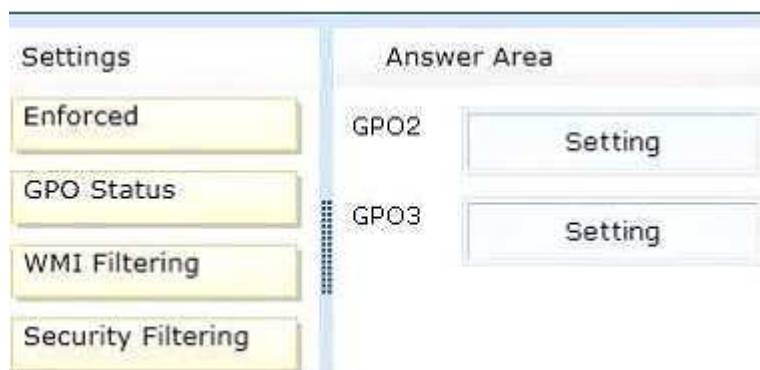 Settings
Enforced
GPO Status
WMI Filtering
Security Filtering
Answer Area
GPO2
Setting
GPO3
Setting